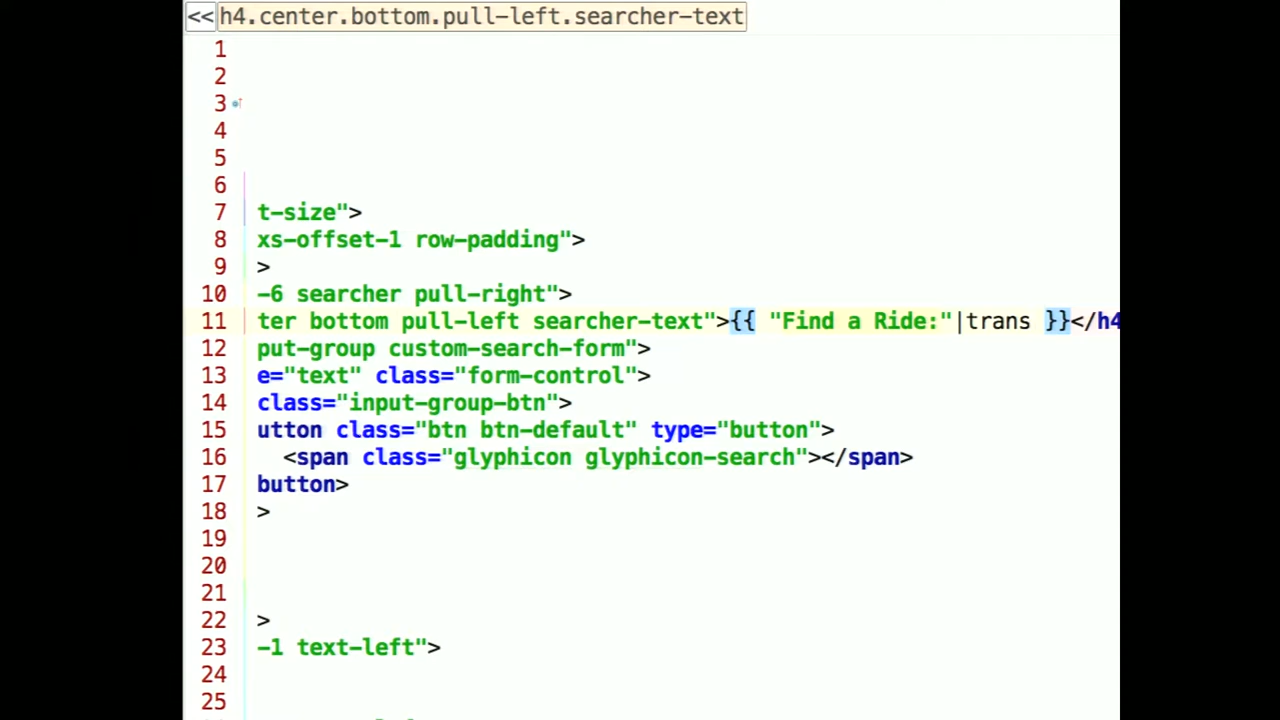 << h4.center.bottom.pull-left.searcher-text
1
2
3
4
5
6
7 t-size">
8 xs-offset-1 row-padding">
9 >
10 -6 searcher pull-right">
11 ter bottom pull-left searcher-text">{{ "Find a Ride:"|trans }}</h4
12 put-group custom-search-form">
13 e="text" class="form-control">
14 class="input-group-btn">
15 utton class="btn btn-default" type="button">
16 <span class="glyphicon glyphicon-search"></span>
17 button>
18 >
19
20
21
22 >
23 -1 text-left">
24
25